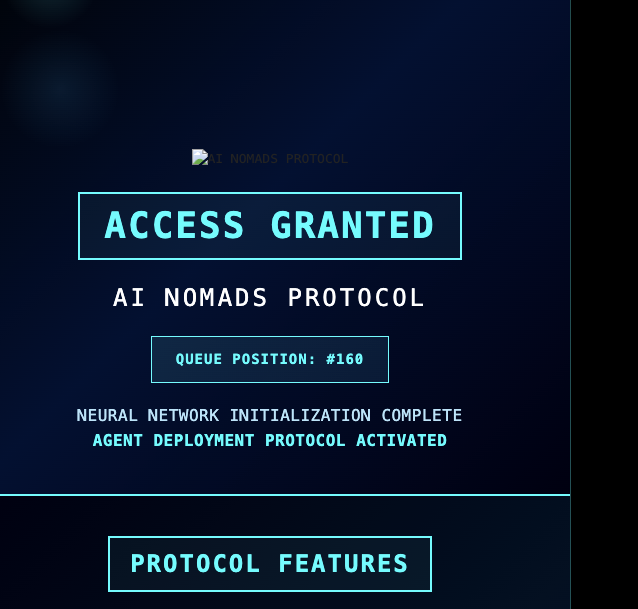 AI NOMADS PROTOCOL
ACCESS GRANTED
AI NOMADS PROTOCOL
QUEUE POSITION: #160
NEURAL NETWORK INITIALIZATION COMPLETE
AGENT DEPLOYMENT PROTOCOL ACTIVATED
PROTOCOL FEATURES